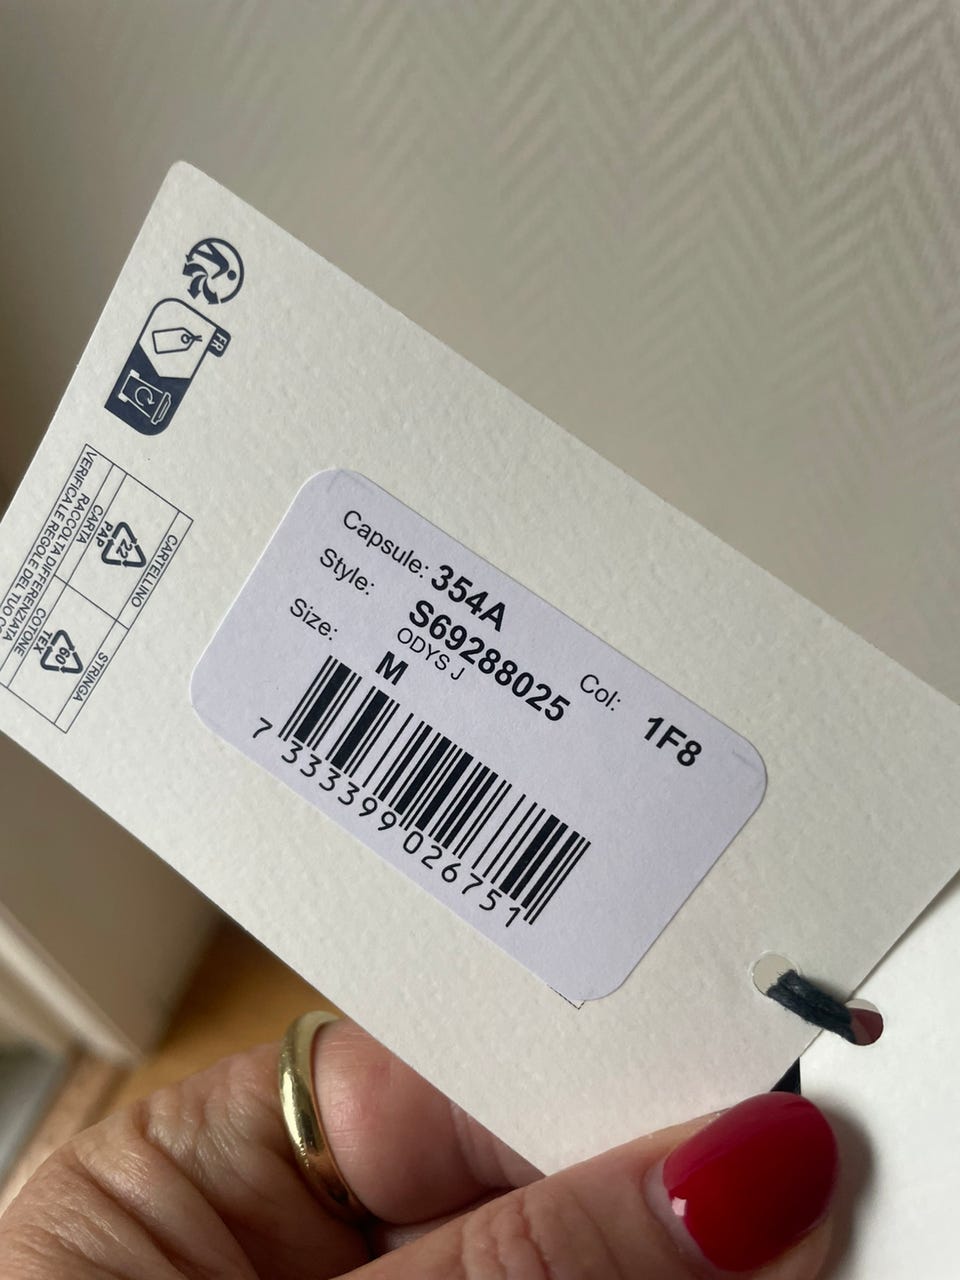 Capsule: 354A
Style: S69288025 Col: 1F8
ODYS J
Size: M
7 333399 026751
FR
CARTELLINO
STRINGA
22
PAP
60
TEX
CARTA
COTONE
RACCOLTA DIFFERENZIATA
VERIFICA LE REGOLE DEL TUO